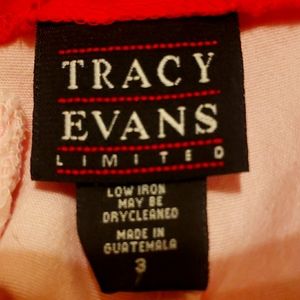 TRACY
EVANS
LIMITED
LOW IRON
MAY BE
DRYCLEANED
MADE IN
GUATEMALA
3